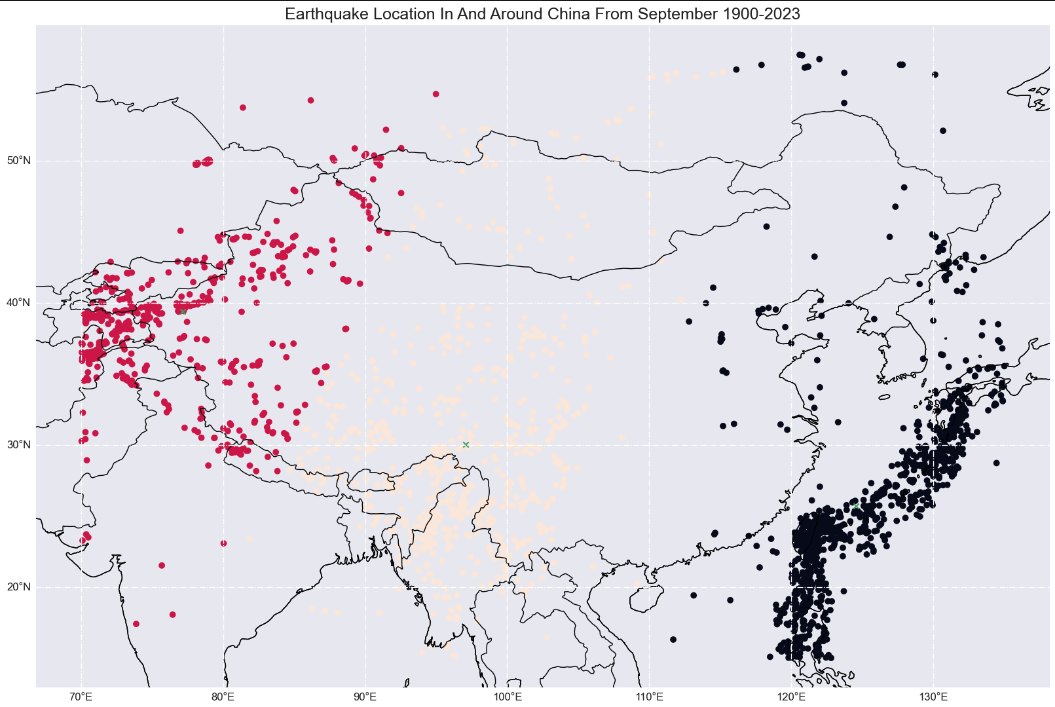 Earthquake Location In And Around China From September 1900-2023
50°N
40°N
30°N
20°N
70°E 80°E 90°E 100°E 110°E 120°E 130°E